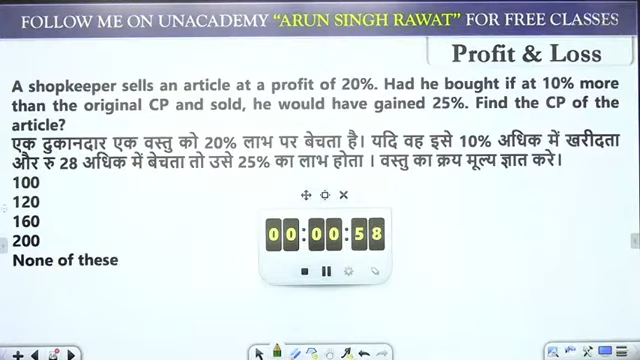 FOLLOW ME ON UNACADEMY “ARUN SINGH RAWAT” FOR FREE CLASSES
Profit & Loss
A shopkeeper sells an article at a profit of 20%. Had he bought if at 10% more
than the original CP and sold, he would have gained 25%. Find the CP of the
article?
एक दुकानदार एक वस्तु को 20% लाभ पर बेचता है। यदि वह इसे 10% अधिक में खरीदता
और रु 28 अधिक में बेचता तो उसे 25% का लाभ होता । वस्तु का क्रय मूल्य ज्ञात करे।
100
120
160
200
None of these
00:00:58